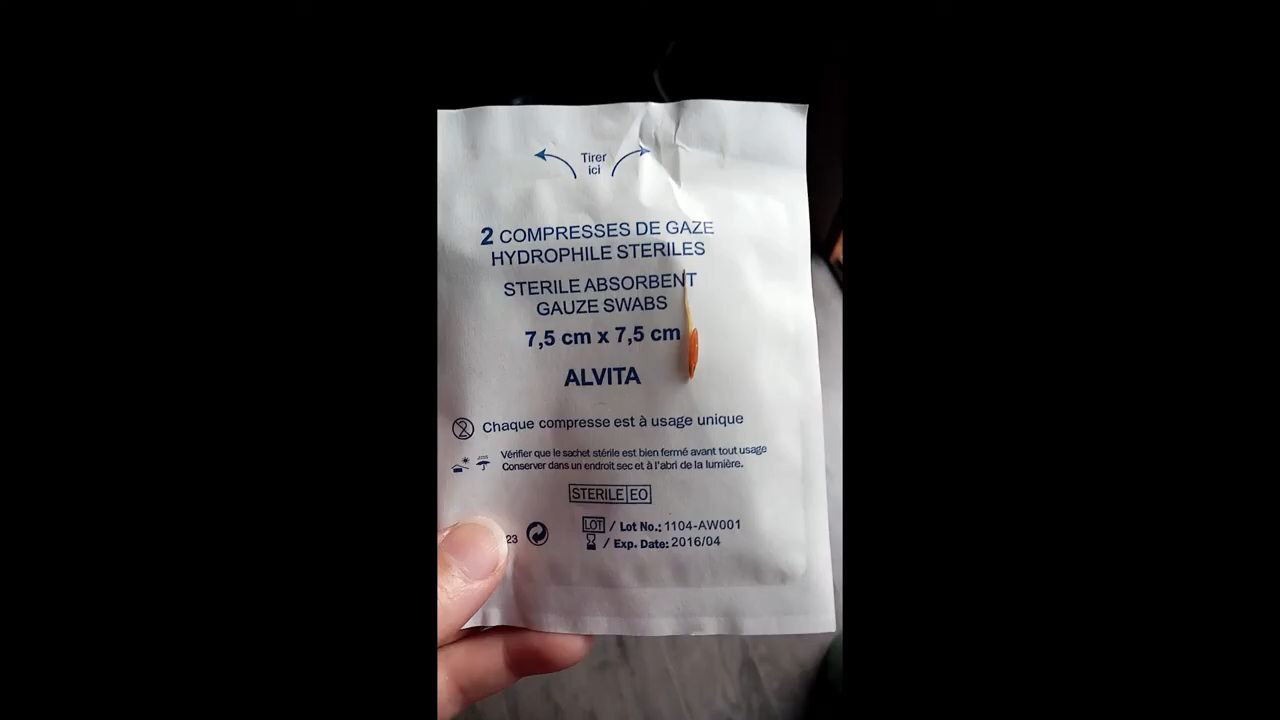 Tirer
ici
2 COMPRESSES DE GAZE
HYDROPHILE STERILES
STERILE ABSORBENT
GAUZE SWABS
7,5 cm x 7,5 cm
ALVITA
2 Chaque compresse est à usage unique
Vérifier que le sachet stérile est bien fermé avant tout usage
Conserver dans un endroit sec et à l'abri de la lumière.
STERILE EO
LOT / Lot No.: 1104-AW001
23 / Exp. Date: 2016/04